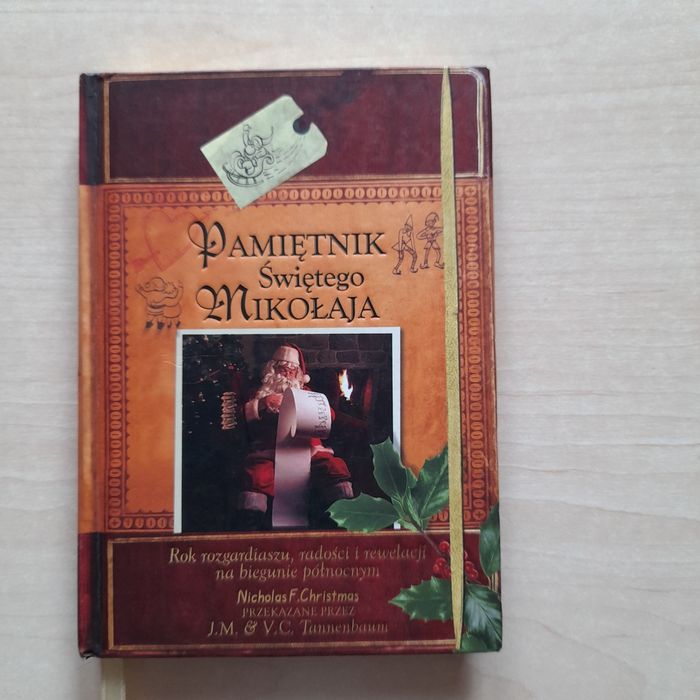 PAMIĘTNIK
Świętego
MIKOŁAJA
Rok rozgardiaszu, radości i rewelacji
na biegunie północnym
Nicholas F. Christmas
PRZEKAZANE PRZEZ
J.M. & V.C. Tannenbaum